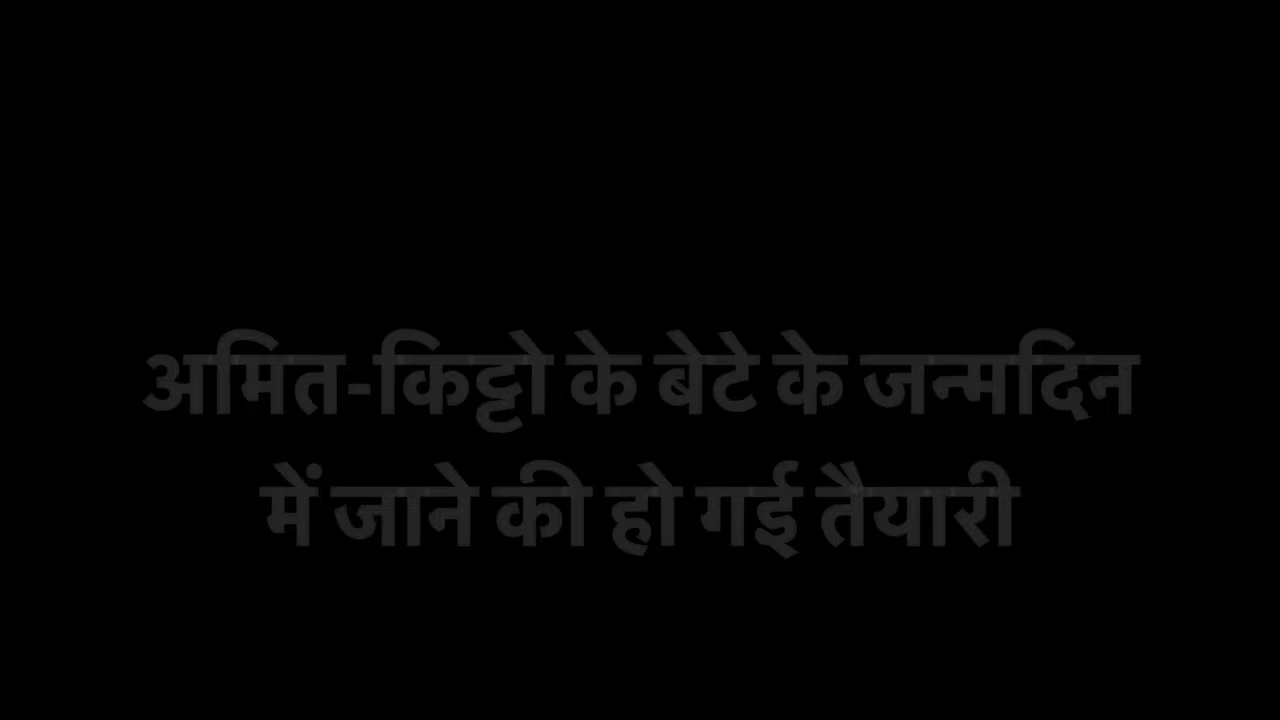 अमित-किट्टो के बेटे के जन्मदिन
में जाने की हो गई तैयारी